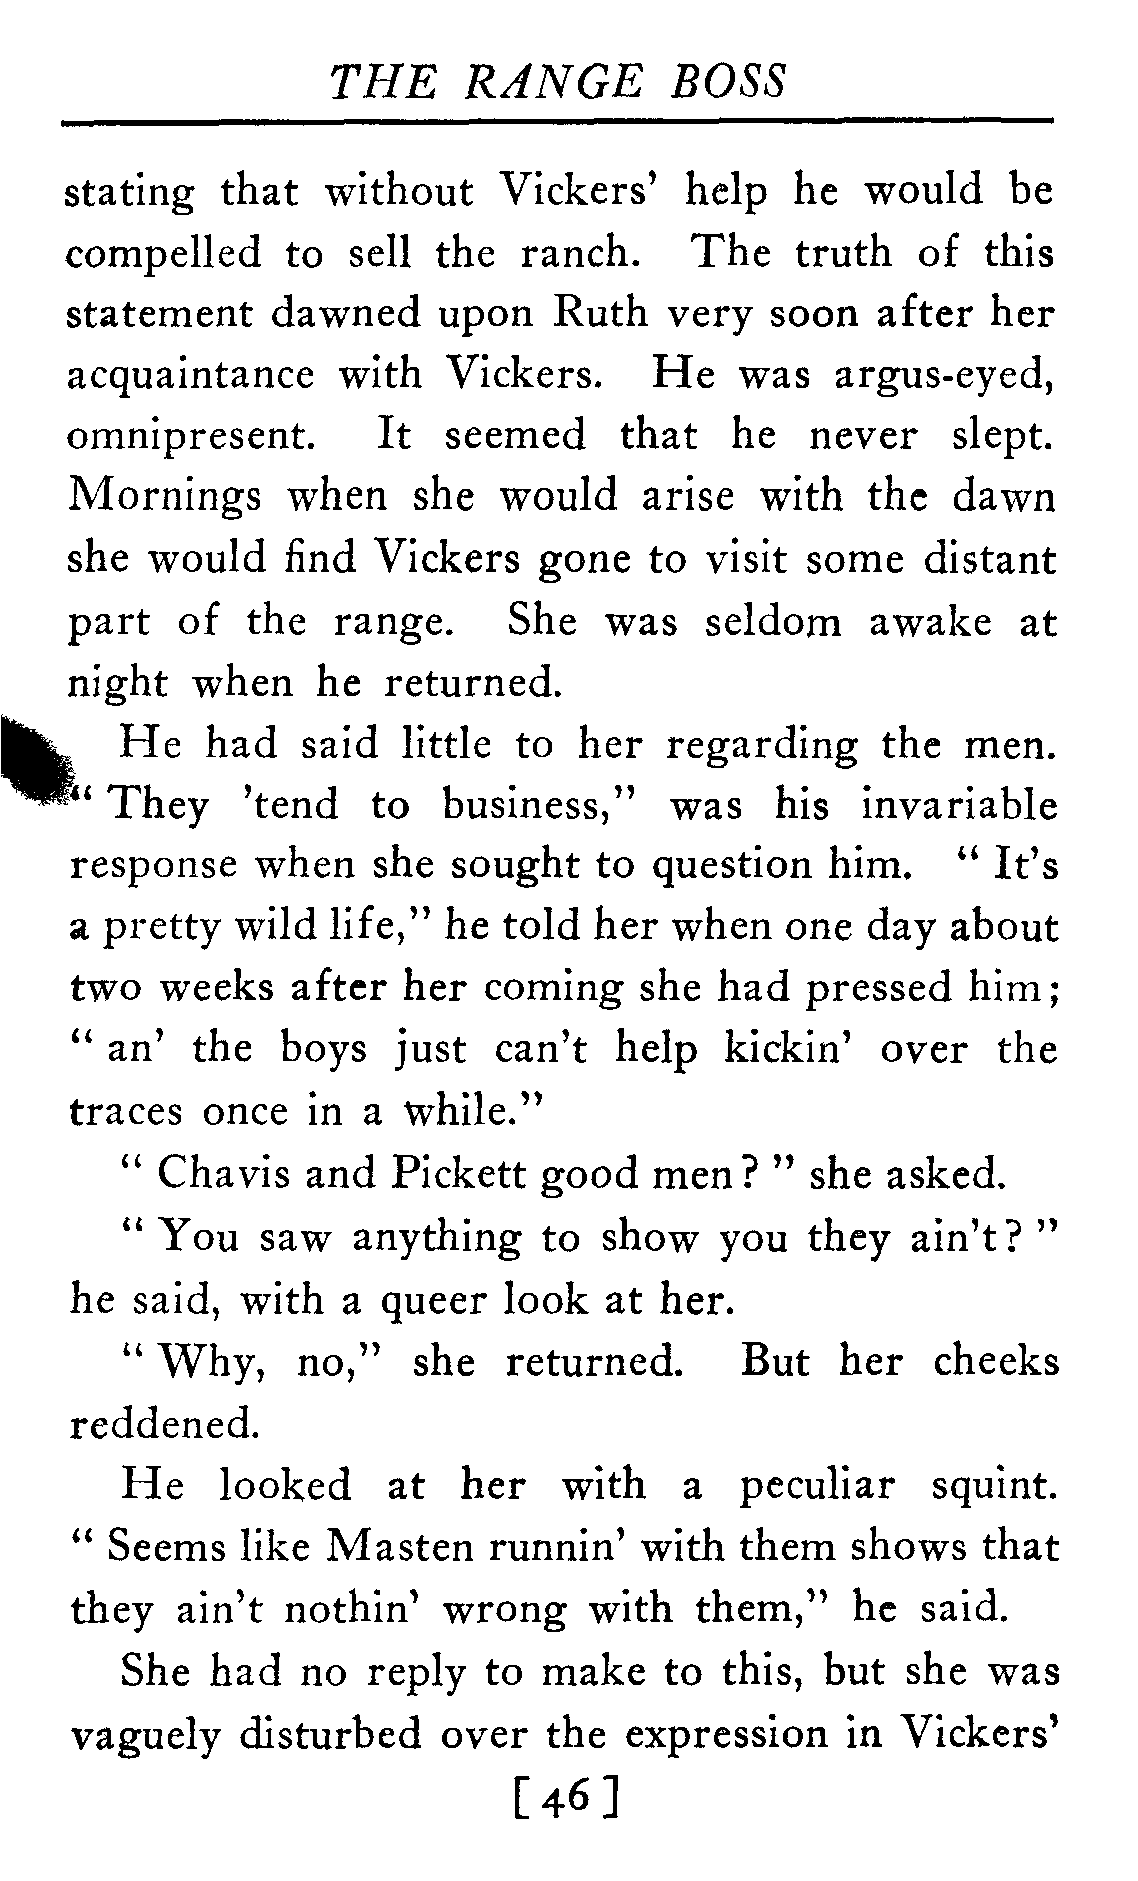 THE RANGE BOSS
stating that without Vickers' help he would be
compelled to sell the ranch. The truth of this
statement dawned upon Ruth very soon after her
acquaintance with Vickers. He was argus-eyed,
omnipresent. It seemed that he never slept.
Mornings when she would arise with the dawn
she would find Vickers gone to visit some distant
part of the range. She was seldom awake at
night when he returned.
He had said little to her regarding the men.
" They 'tend to business," was his invariable
response when she sought to question him. " It's
a pretty wild life," he told her when one day about
two weeks after her coming she had pressed him;
" an' the boys just can't help kickin' over the
traces once in a while."
" Chavis and Pickett good men? " she asked.
" You saw anything to show you they ain't? "
he said, with a queer look at her.
" Why, no," she returned. But her cheeks
reddened.
He looked at her with a peculiar squint.
" Seems like Masten runnin' with them shows that
they ain't nothin' wrong with them," he said.
She had no reply to make to this, but she was
vaguely disturbed over the expression in Vickers'
[46]